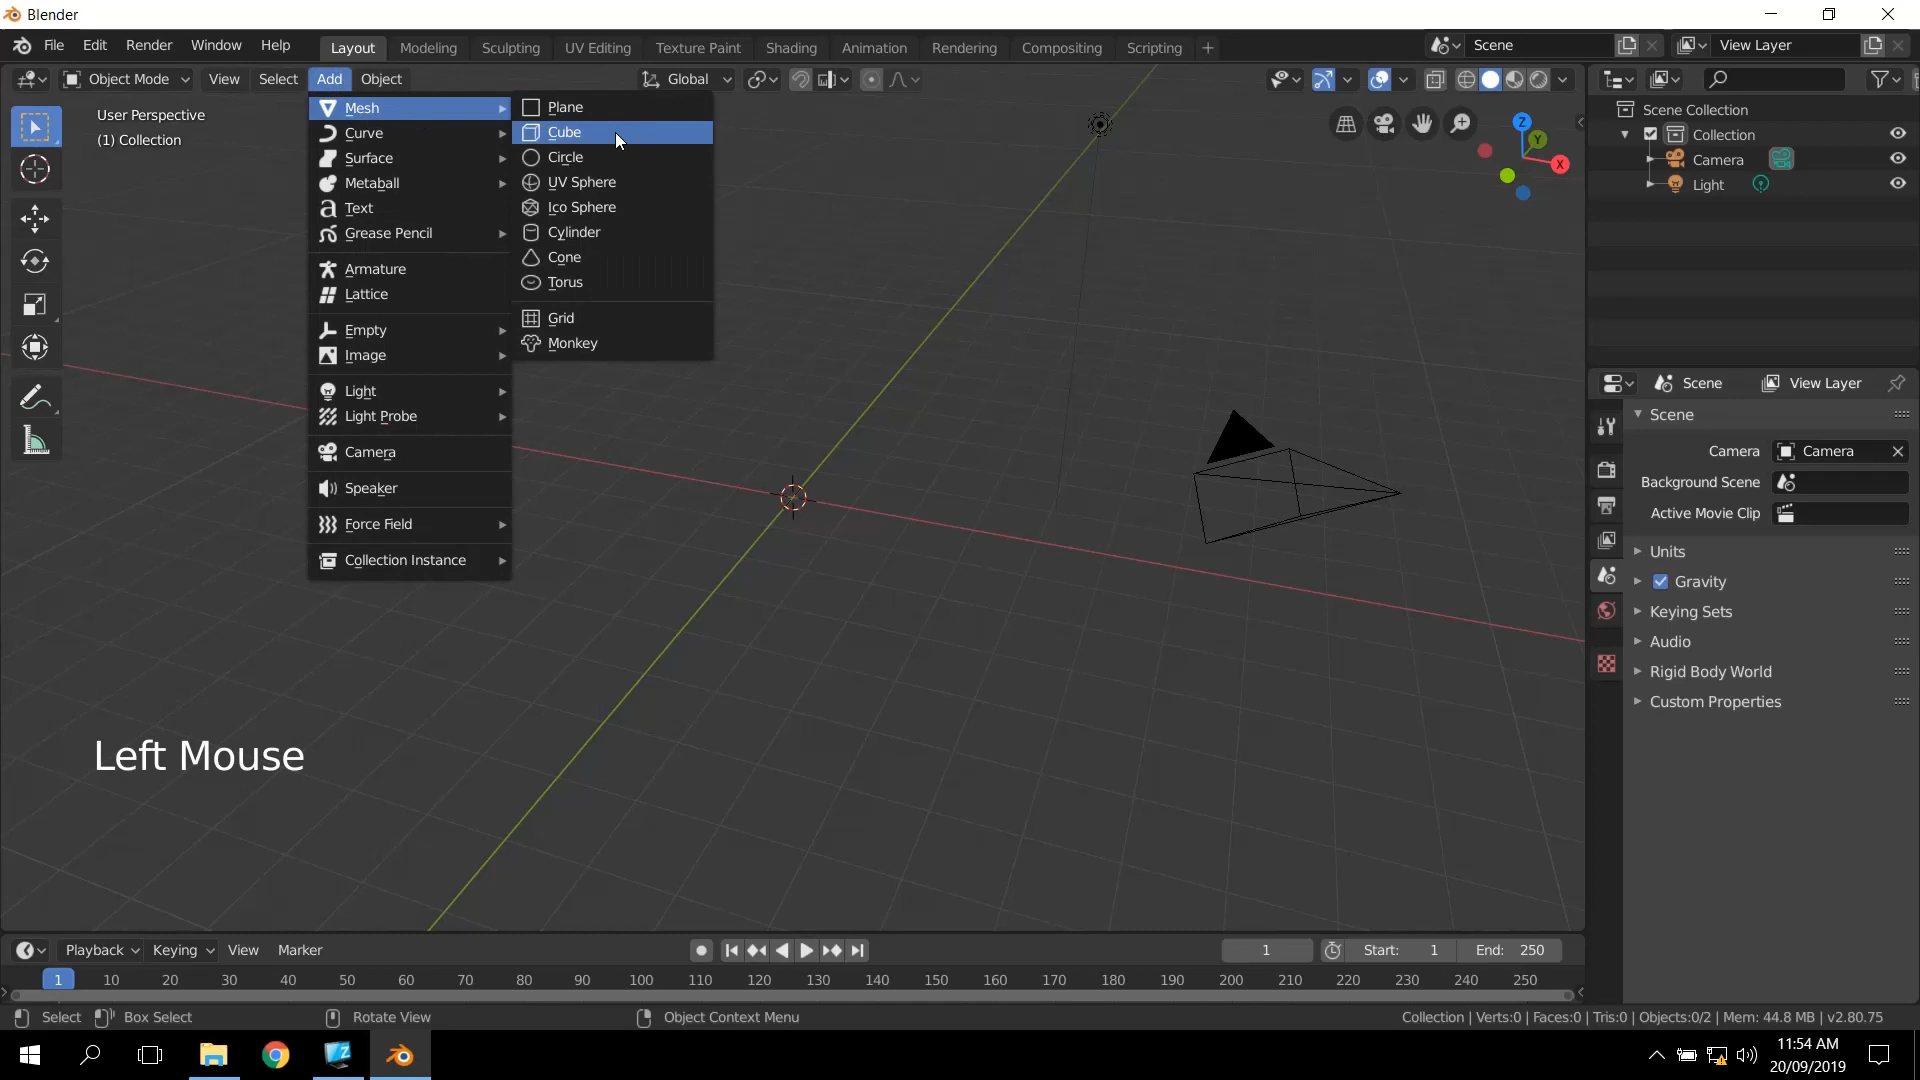 Blender
File Edit Render Window Help Layout Modeling Sculpting UV Editing Texture Paint Shading Animation Rendering Compositing Scripting + Scene View Layer
Object Mode View Select Add Object Global
User Perspective
(1) Collection
Mesh
Curve
Surface
Metaball
Text
Grease Pencil
Armature
Lattice
Empty
Image
Light
Light Probe
Camera
Speaker
Force Field
Collection Instance
Plane
Cube
Circle
UV Sphere
Ico Sphere
Cylinder
Cone
Torus
Grid
Monkey
Z
Y
X
Scene Collection
Collection
Camera
Light
Scene View Layer
Scene
Camera Camera
Background Scene
Active Movie Clip
Units
Gravity
Keying Sets
Audio
Rigid Body World
Custom Properties
Left Mouse
Playback Keying View Marker 1 Start: 1 End: 250
1 10 20 30 40 50 60 70 80 90 100 110 120 130 140 150 160 170 180 190 200 210 220 230 240 250
Select Box Select Rotate View Object Context Menu Collection | Verts:0 | Faces:0 | Tris:0 | Objects:0/2 | Mem: 44.8 MB | v2.80.75
11:54 AM
20/09/2019